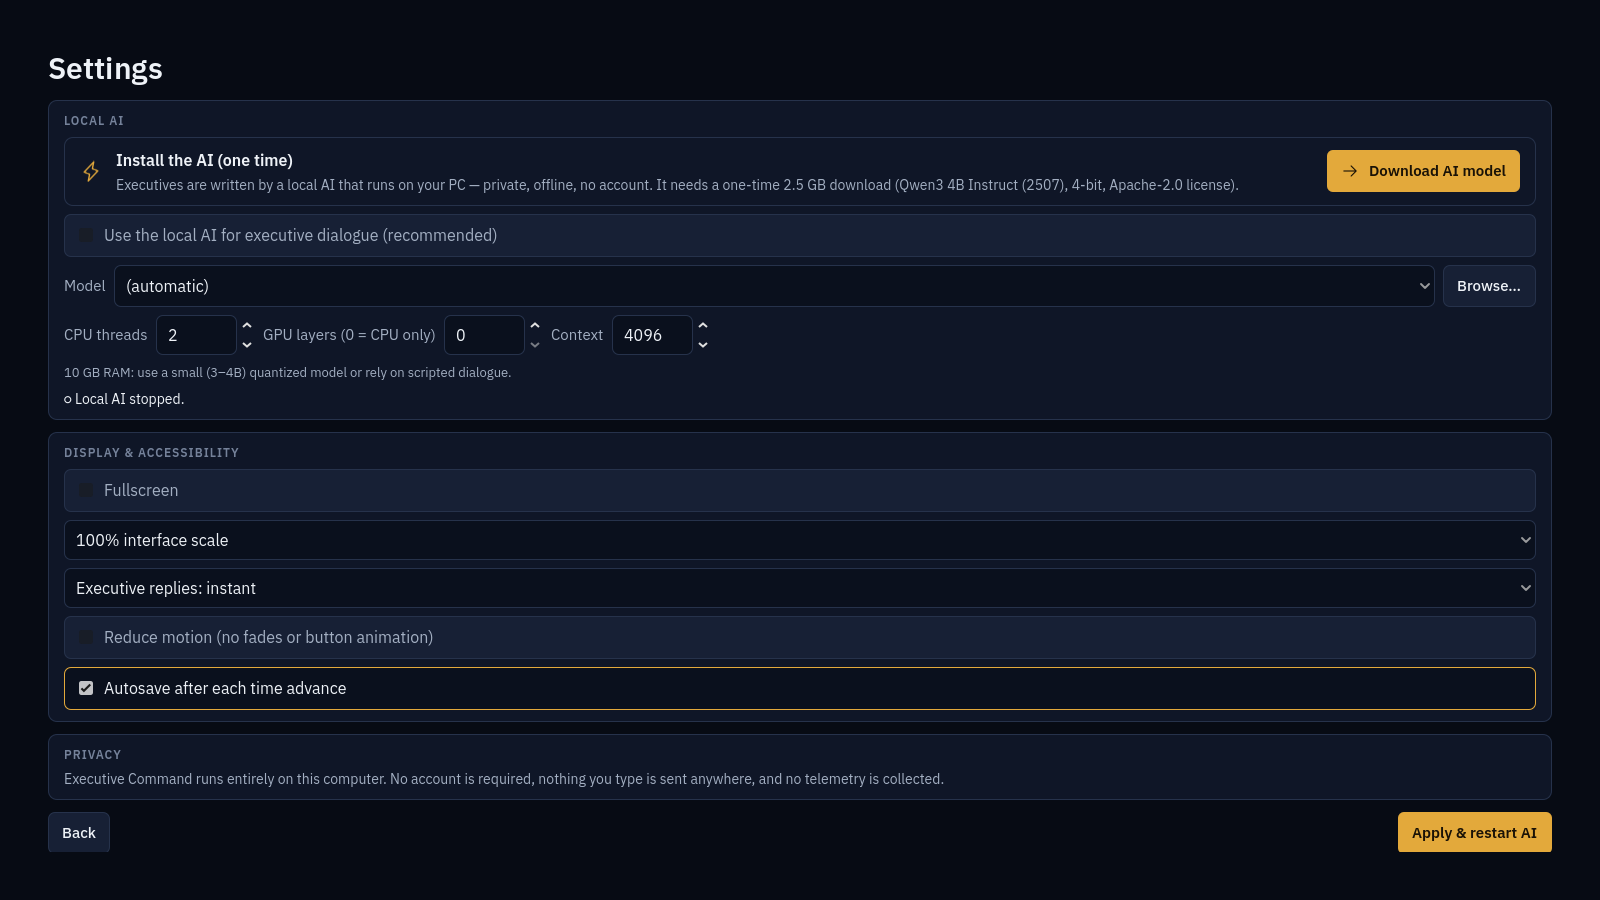 Settings
LOCAL AI
Install the AI (one time)
Executives are written by a local AI that runs on your PC — private, offline, no account. It needs a one-time 2.5 GB download (Qwen3 4B Instruct (2507), 4-bit, Apache-2.0 license).
Download AI model
Use the local AI for executive dialogue (recommended)
Model (automatic) Browse...
CPU threads 2 GPU layers (0 = CPU only) 0 Context 4096
10 GB RAM: use a small (3–4B) quantized model or rely on scripted dialogue.
Local AI stopped.
DISPLAY & ACCESSIBILITY
Fullscreen
100% interface scale
Executive replies: instant
Reduce motion (no fades or button animation)
Autosave after each time advance
PRIVACY
Executive Command runs entirely on this computer. No account is required, nothing you type is sent anywhere, and no telemetry is collected.
Back Apply & restart AI